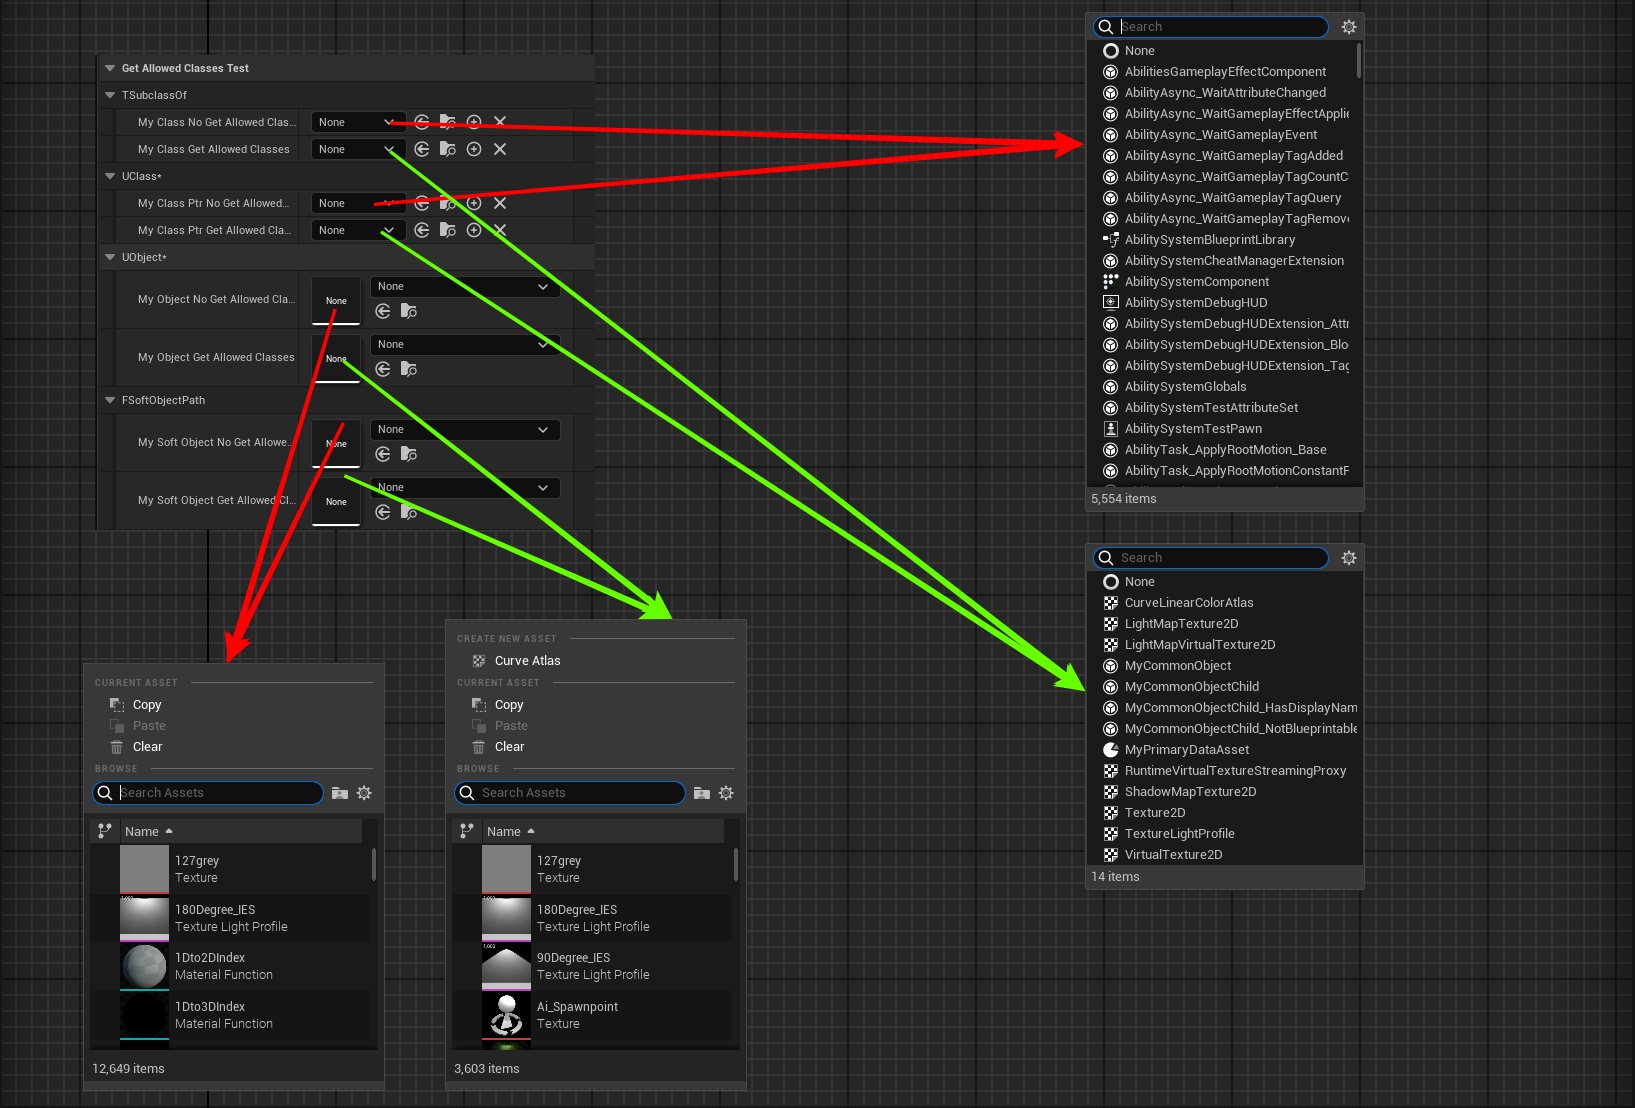 Get Allowed Classes Test
TSubclassOf
My Class No Get Allowed Clas...
None
My Class Get Allowed Classes
None
UClass*
My Class Ptr No Get Allowed...
None
My Class Ptr Get Allowed Cla...
None
UObject*
My Object No Get Allowed Cla...
None
None
My Object Get Allowed Classes
None
None
FSoftObjectPath
My Soft Object No Get Allowe...
None
None
My Soft Object Get Allowed Cl...
None
None
Search
None
AbilitiesGameplayEffectComponent
AbilityAsync_WaitAttributeChanged
AbilityAsync_WaitGameplayEffectApplie
AbilityAsync_WaitGameplayEvent
AbilityAsync_WaitGameplayTagAdded
AbilityAsync_WaitGameplayTagCountC
AbilityAsync_WaitGameplayTagQuery
AbilityAsync_WaitGameplayTagRemove
AbilitySystemBlueprintLibrary
AbilitySystemCheatManagerExtension
AbilitySystemComponent
AbilitySystemDebugHUD
AbilitySystemDebugHUDExtension_Attr
AbilitySystemDebugHUDExtension_Blo
AbilitySystemDebugHUDExtension_Tag
AbilitySystemGlobals
AbilitySystemTestAttributeSet
AbilitySystemTestPawn
AbilityTask_ApplyRootMotion_Base
AbilityTask_ApplyRootMotionConstantF
5,554 items
Search
None
CurveLinearColorAtlas
LightMapTexture2D
LightMapVirtualTexture2D
MyCommonObject
MyCommonObjectChild
MyCommonObjectChild_HasDisplayNam
MyCommonObjectChild_NotBlueprintable
MyPrimaryDataAsset
RuntimeVirtualTextureStreamingProxy
ShadowMapTexture2D
Texture2D
TextureLightProfile
VirtualTexture2D
14 items
CURRENT ASSET
Copy
Paste
Clear
BROWSE
Search Assets
Name
127grey
Texture
180Degree_IES
Texture Light Profile
1Dto2DIndex
Material Function
1Dto3DIndex
Material Function
12,649 items
CREATE NEW ASSET
Curve Atlas
CURRENT ASSET
Copy
Paste
Clear
BROWSE
Search Assets
Name
127grey
Texture
180Degree_IES
Texture Light Profile
90Degree_IES
Texture Light Profile
Ai_Spawnpoint
Texture
3,603 items